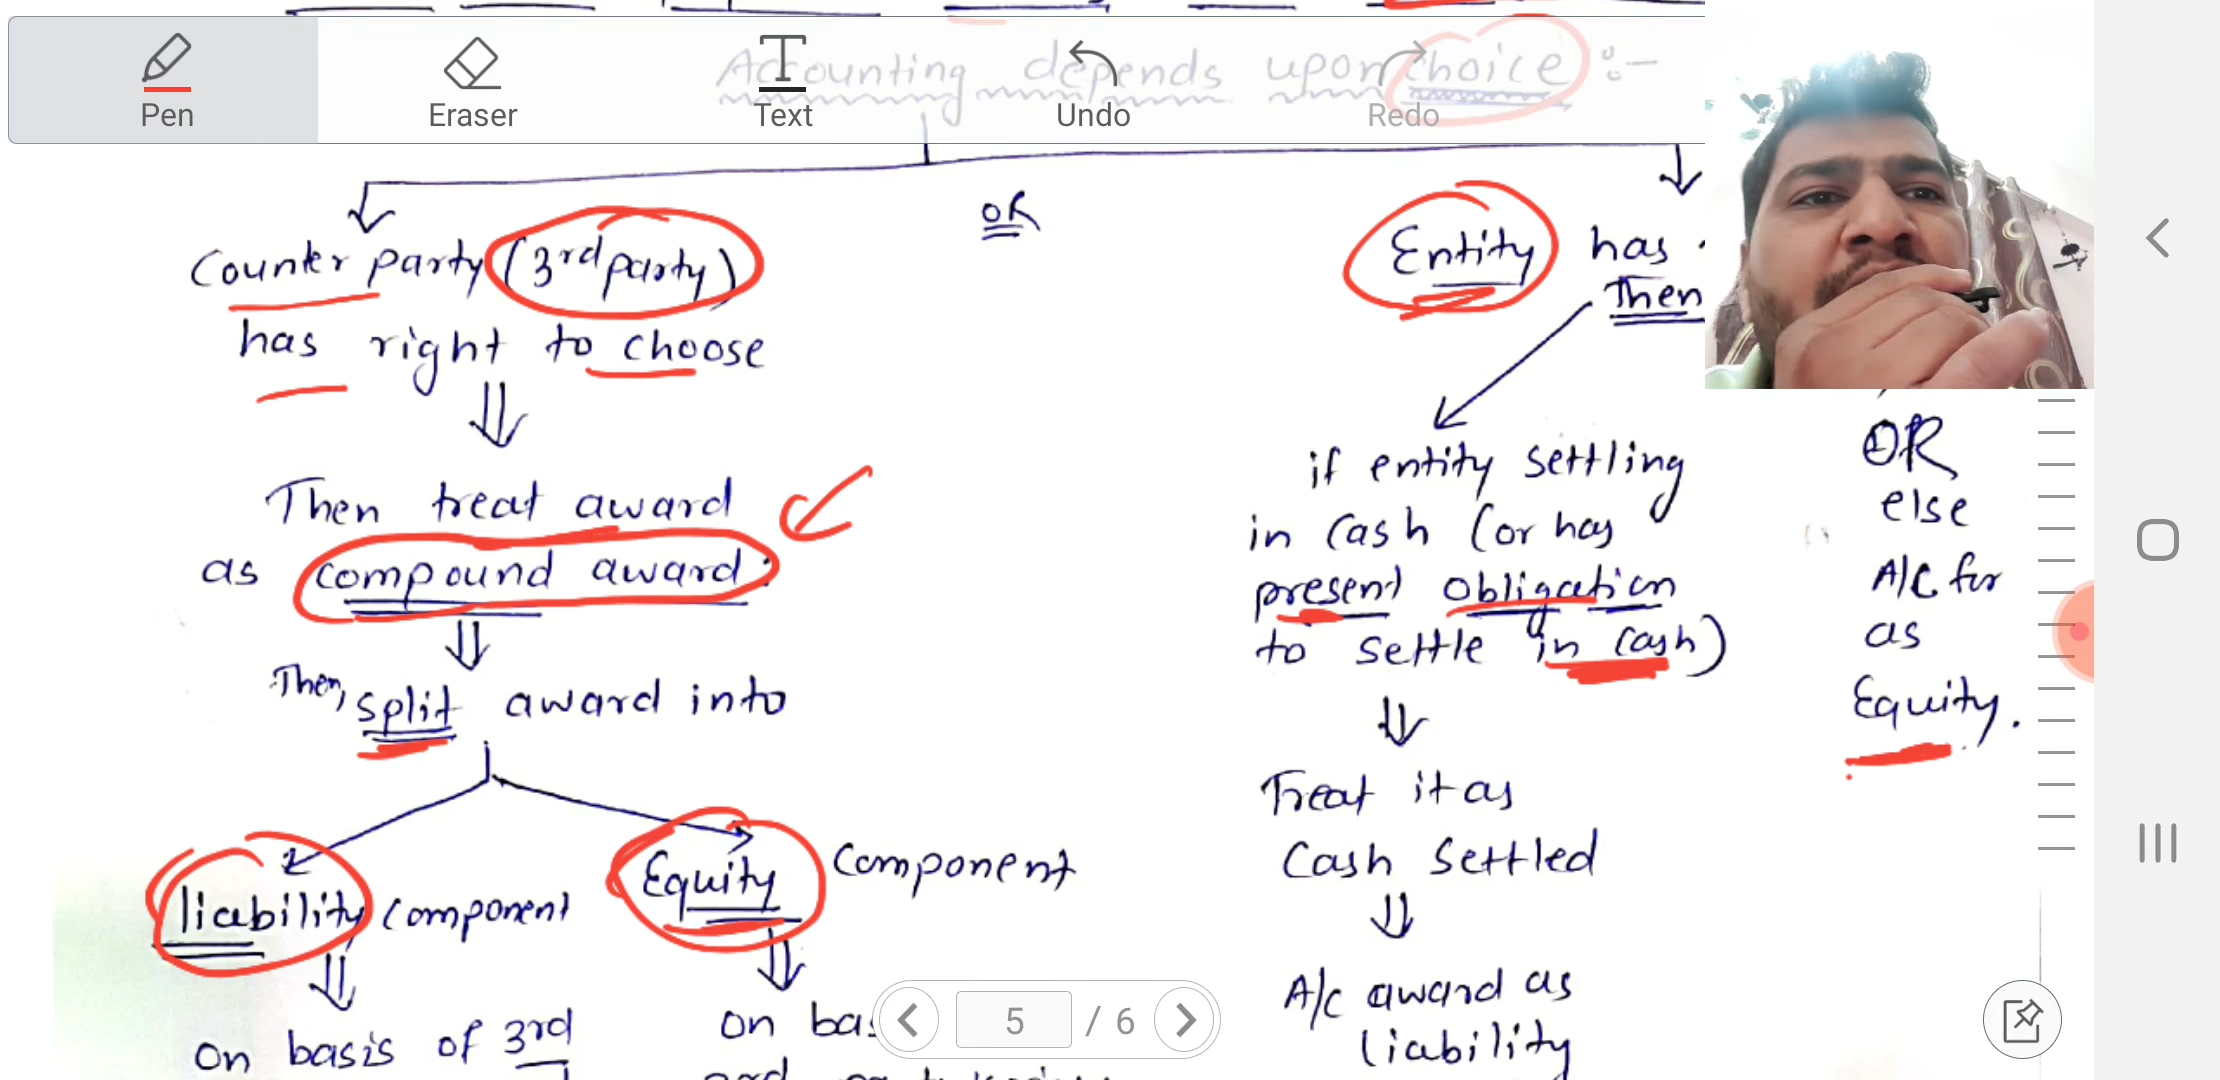 Pen
Eraser
Text
Undo
Redo
Accounting depends upon choice :-
Counter party (3rd party)
has right to choose
Then treat award
as compound award :
Then, split award into
liability component
Equity component
on basis of 3rd
on bas
OR
Entity has
Then
if entity settling
in cash (or has
present obligation
to settle in cash)
Treat it as
Cash settled
A/c award as
liability
OR
else
A/C for
as
Equity.
5 / 6